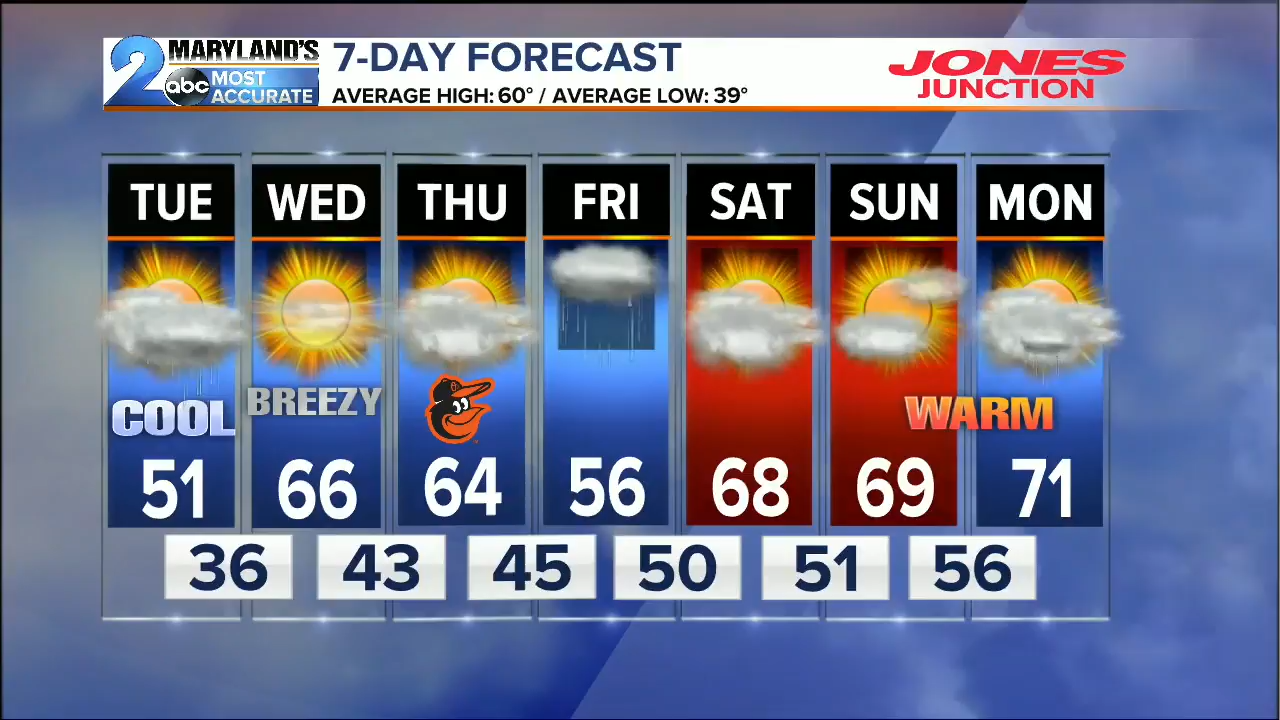 2
abc
MARYLAND'S
MOST
ACCURATE
7-DAY FORECAST
AVERAGE HIGH: 60° / AVERAGE LOW: 39°
JONES
JUNCTION
TUE WED THU FRI SAT SUN MON
COOL BREEZY WARM
51 66 64 56 68 69 71
36 43 45 50 51 56